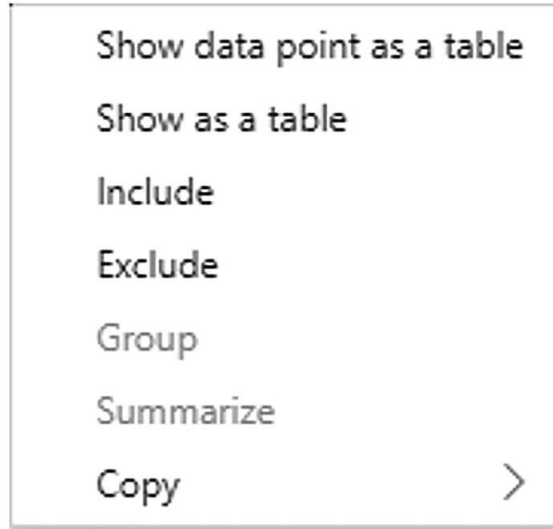 Show data point as a table
Show as a table
Include
Exclude
Group
Summarize
Copy